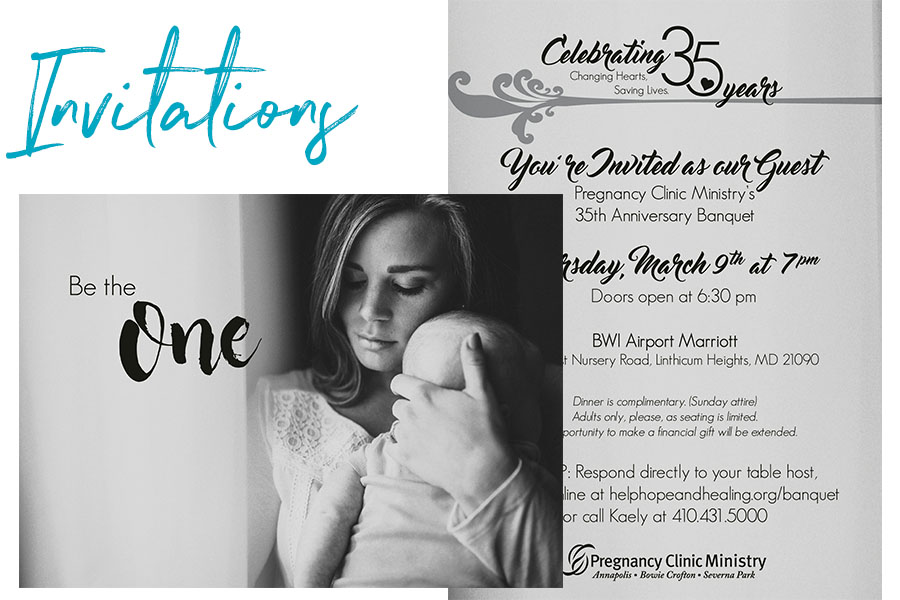 Invitations
Be the
One
Celebrating 35 years
Changing Hearts,
Saving Lives.
You're Invited as our Guest
Pregnancy Clinic Ministry's
35th Anniversary Banquet
March 9th at 7pm
Doors open at 6:30 pm
BWI Airport Marriott
Nursery Road, Linthicum Heights, MD 21090
Dinner is complimentary. (Sunday attire)
Adults only, please, as seating is limited.
to make a financial gift will be extended.
Respond directly to your table host,
at helphopeandhealing.org/banquet
or call Kaely at 410.431.5000
Pregnancy Clinic Ministry
Annapolis • Bowie Crofton • Severna Park